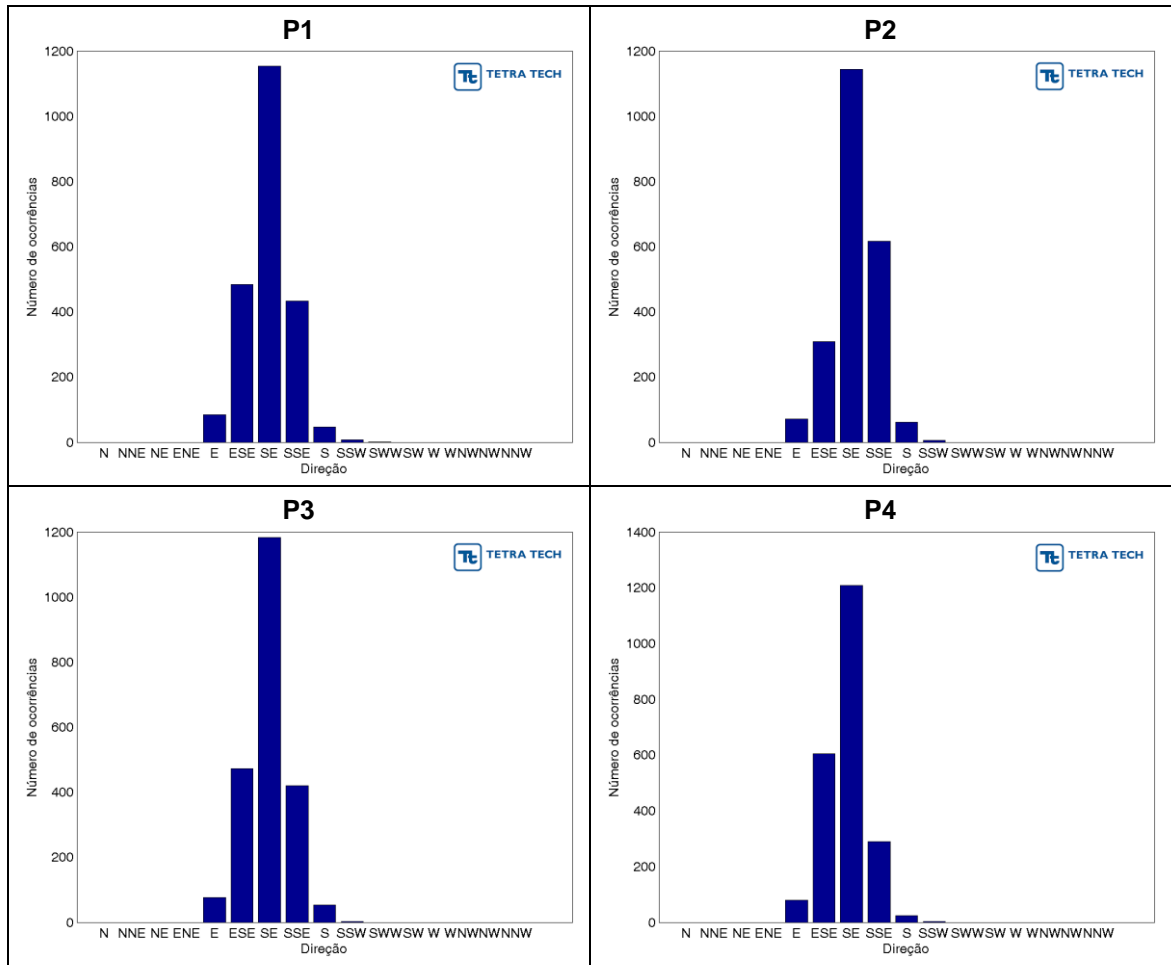 P1
TETRA TECH
Número de ocorrências
1200
1000
800
600
400
200
0
N NNE NE ENE E ESE SE SSE S SSW SWWSW W WNWNWNNW
Direção
P2
TETRA TECH
Número de ocorrências
1200
1000
800
600
400
200
0
N NNE NE ENE E ESE SE SSE S SSW SWWSW W WNWNWNNW
Direção
P3
TETRA TECH
Número de ocorrências
1200
1000
800
600
400
200
0
N NNE NE ENE E ESE SE SSE S SSW SWWSW W WNWNWNNW
Direção
P4
TETRA TECH
Número de ocorrências
1400
1200
1000
800
600
400
200
0
N NNE NE ENE E ESE SE SSE S SSW SWWSW W WNWNWNNW
Direção